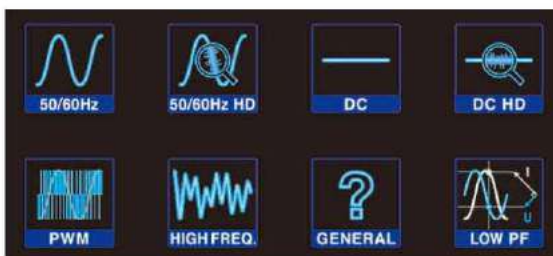 50/60Hz
50/60Hz HD
DC
DC HD
PWM
HIGH FREQ.
GENERAL
I
U
LOW PF